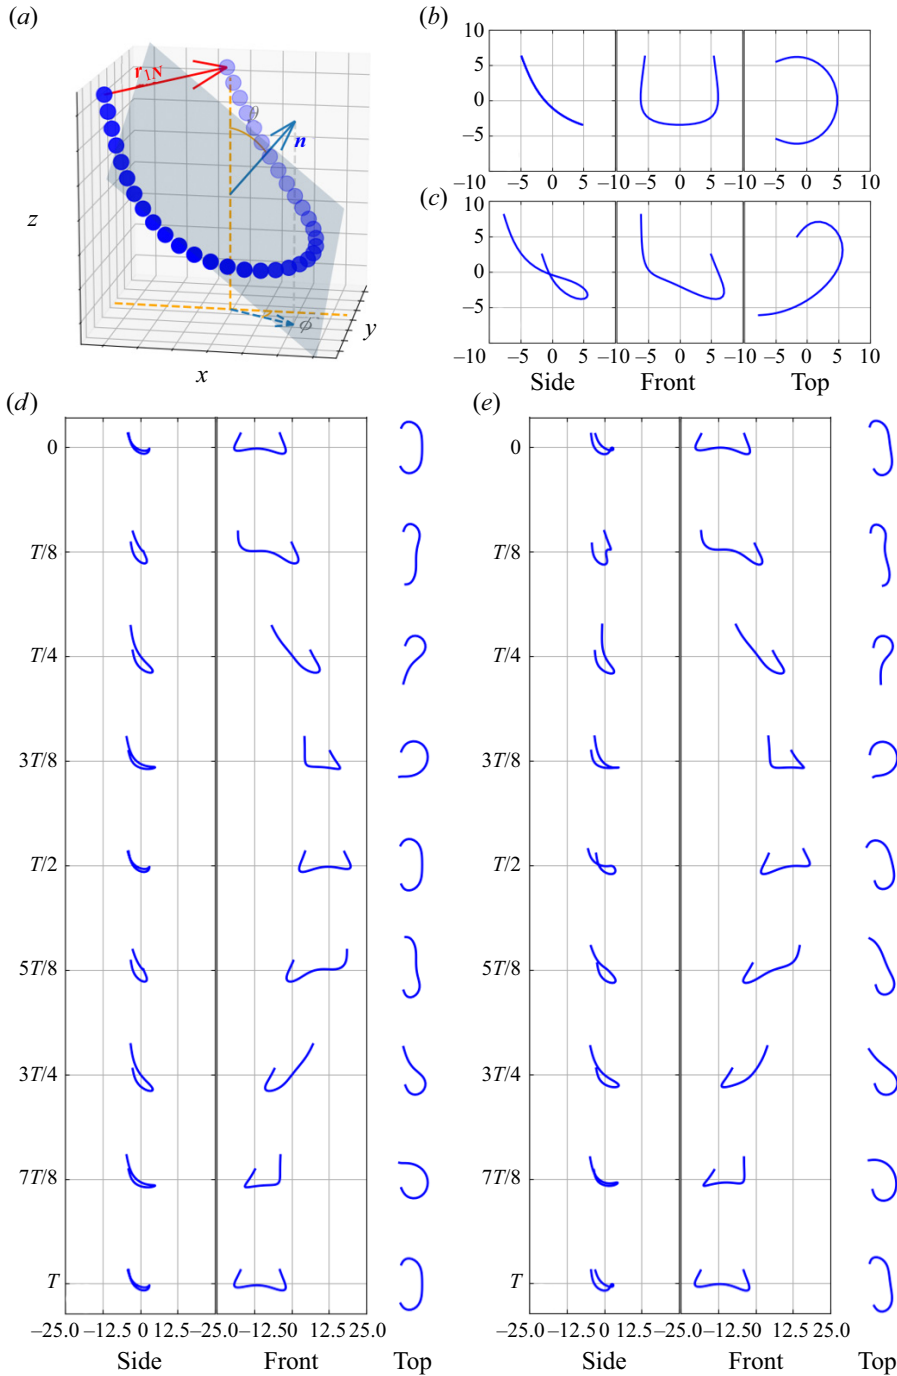 (a)
r1N
θ
n
z
ϕ
y
x
(b)
10
5
0
−5
−10 −5 0 5 −10 −5 0 5 −10 −5 0 5 10
(c)
10
5
0
−5
−10 −5 0 5 10 −5 0 5 10 −5 0 5 10
Side Front Top
(d)
0
T/8
T/4
3T/8
T/2
5T/8
3T/4
7T/8
T
−25.0 −12.5 0 12.5 −25.0 −12.50 12.5 25.0
Side Front Top
(e)
0
T/8
T/4
3T/8
T/2
5T/8
3T/4
7T/8
T
−25.0 −12.5 0 12.5 −25.0 −12.50 12.5 25.0
Side Front Top